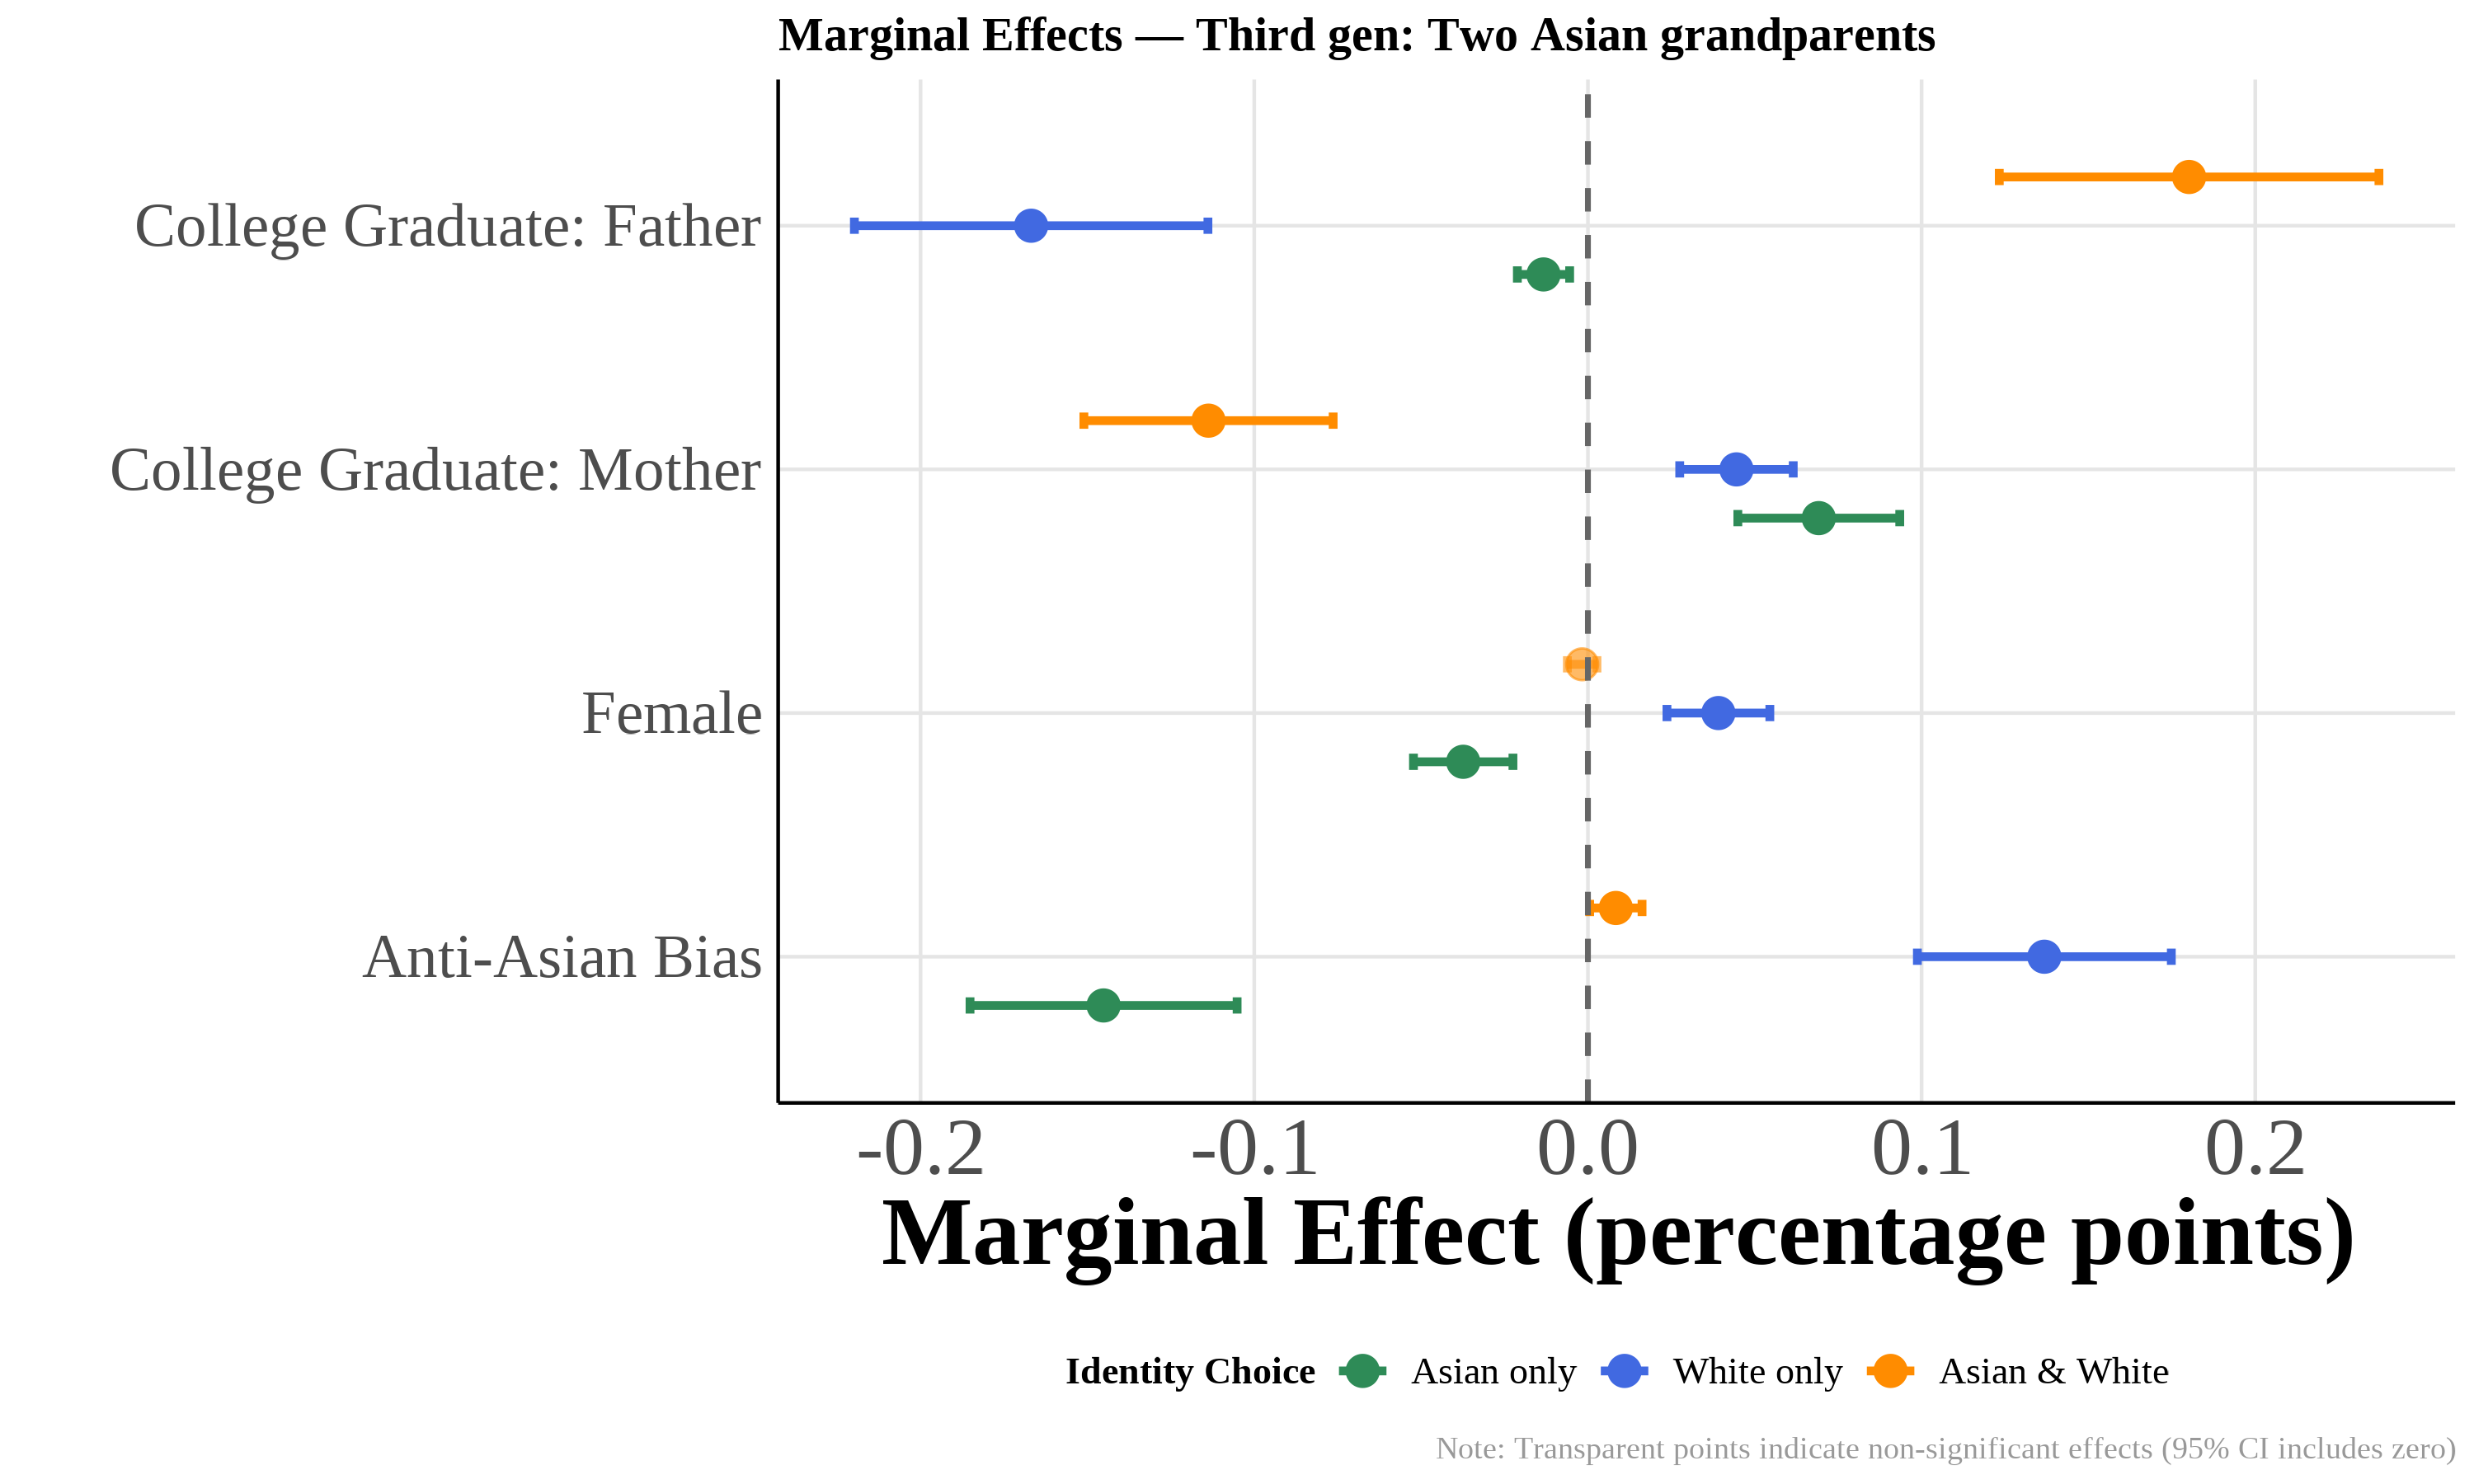 Marginal Effects — Third gen: Two Asian grandparents
College Graduate: Father
College Graduate: Mother
Female
Anti-Asian Bias
-0.2 -0.1 0.0 0.1 0.2
Marginal Effect (percentage points)
Identity Choice Asian only White only Asian & White
Note: Transparent points indicate non-significant effects (95% CI includes zero)